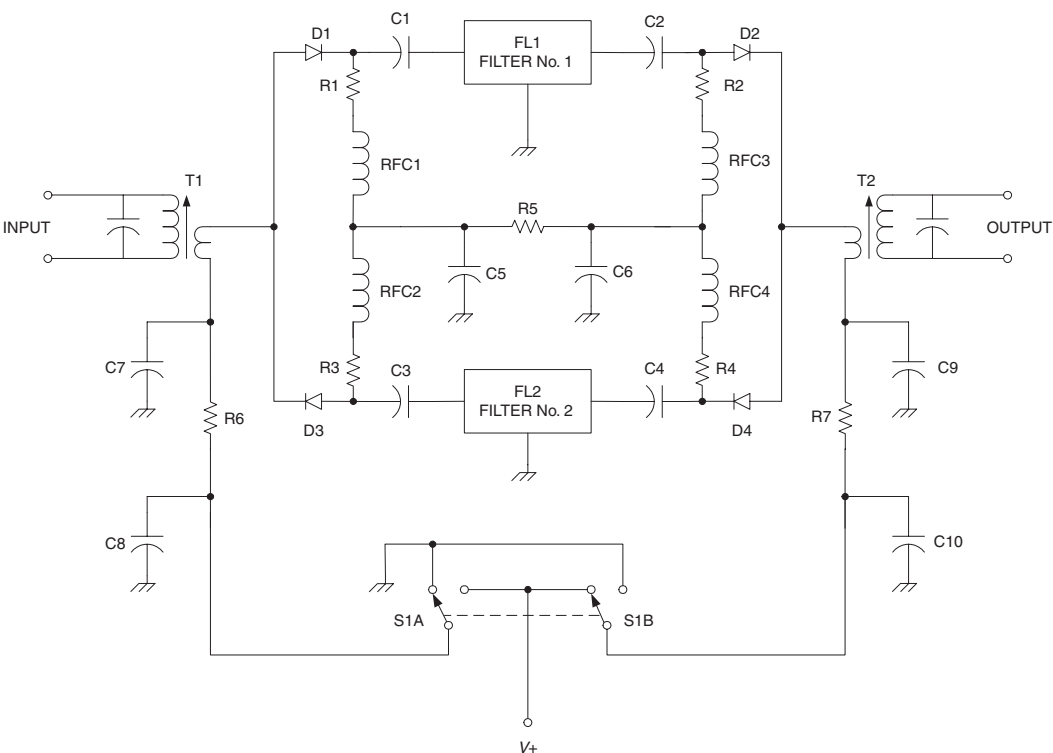 C1
C2
D1
D2
FL1
FILTER No. 1
R1
R2
RFC1
RFC3
T1
T2
INPUT
R5
OUTPUT
C5
C6
RFC2
RFC4
C7
R3
C3
FL2
FILTER No. 2
C4
R4
C9
R6
D3
D4
R7
C8
C10
S1A
S1B
V+